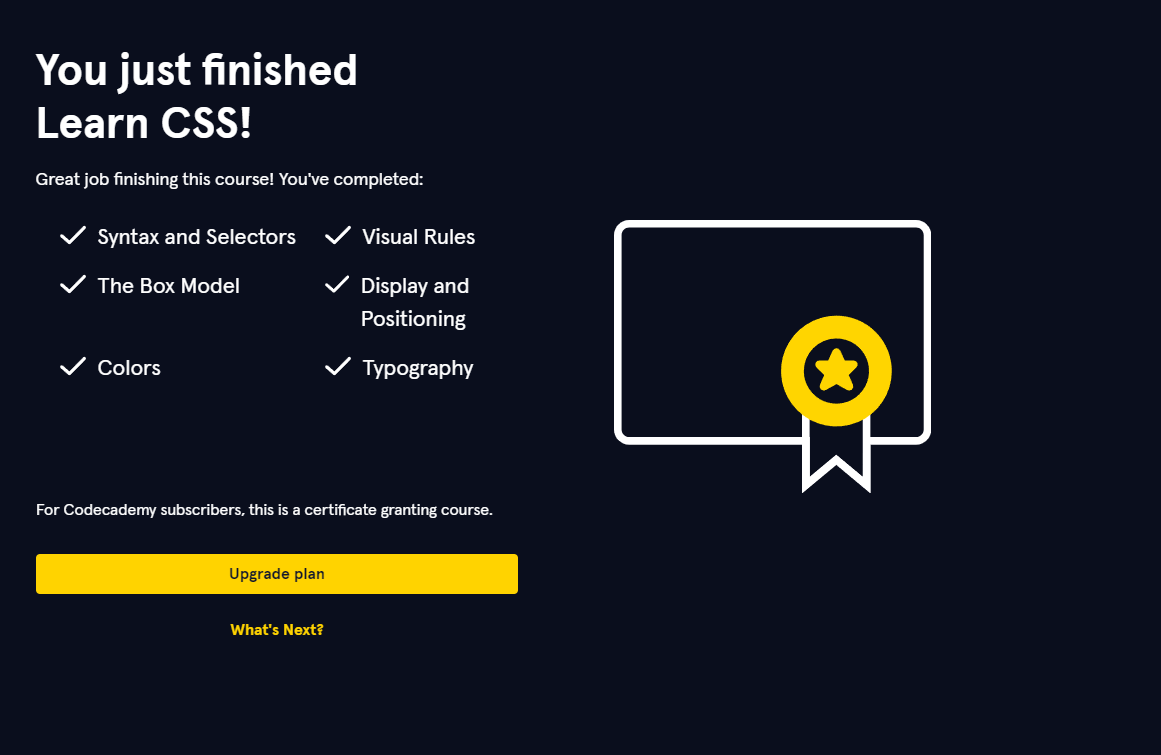 You just finished
Learn CSS!
Great job finishing this course! You've completed:
Syntax and Selectors
Visual Rules
The Box Model
Display and
Positioning
Colors
Typography
For Codecademy subscribers, this is a certificate granting course.
Upgrade plan
What's Next?